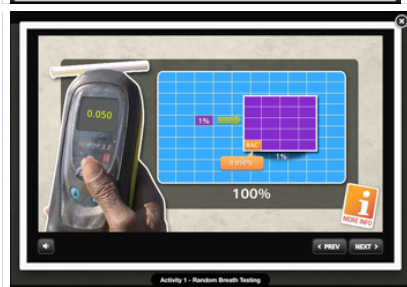 0.050
1%
BAC
1%
0.050%
100%
MORE INFO
PREV
NEXT
Activity 1 - Random Breath Testing